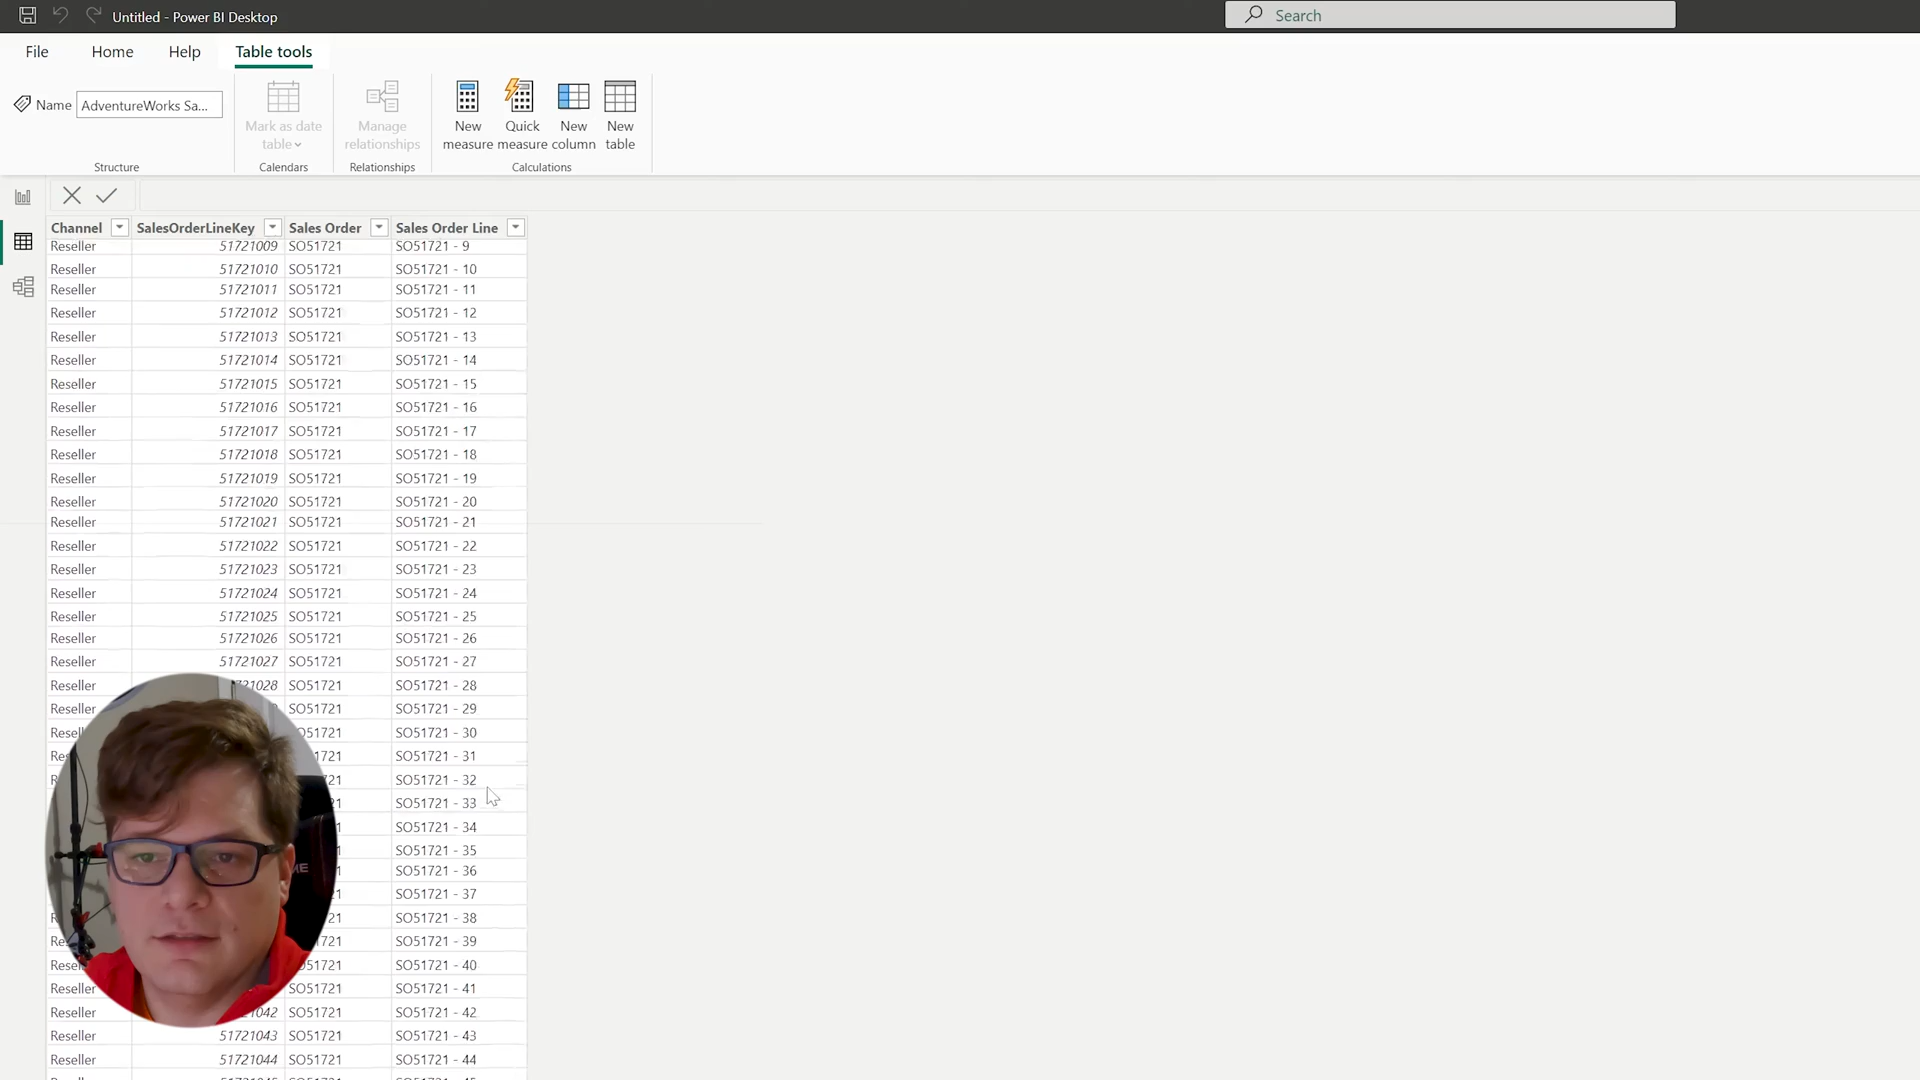 Untitled - Power BI Desktop
Search
File Home Help Table tools
Name AdventureWorks Sa...
Mark as date table
Manage relationships
New measure
Quick measure
New column
New table
Structure Calendars Relationships Calculations
Channel SalesOrderLineKey Sales Order Sales Order Line
Reseller 51721009 SO51721 SO51721 - 9
Reseller 51721010 SO51721 SO51721 - 10
Reseller 51721011 SO51721 SO51721 - 11
Reseller 51721012 SO51721 SO51721 - 12
Reseller 51721013 SO51721 SO51721 - 13
Reseller 51721014 SO51721 SO51721 - 14
Reseller 51721015 SO51721 SO51721 - 15
Reseller 51721016 SO51721 SO51721 - 16
Reseller 51721017 SO51721 SO51721 - 17
Reseller 51721018 SO51721 SO51721 - 18
Reseller 51721019 SO51721 SO51721 - 19
Reseller 51721020 SO51721 SO51721 - 20
Reseller 51721021 SO51721 SO51721 - 21
Reseller 51721022 SO51721 SO51721 - 22
Reseller 51721023 SO51721 SO51721 - 23
Reseller 51721024 SO51721 SO51721 - 24
Reseller 51721025 SO51721 SO51721 - 25
Reseller 51721026 SO51721 SO51721 - 26
Reseller 51721027 SO51721 SO51721 - 27
Reseller SO51721 SO51721 - 28
Reseller SO51721 SO51721 - 29
SO51721 - 30
SO51721 - 31
SO51721 - 32
SO51721 - 33
SO51721 - 34
SO51721 - 35
SO51721 - 36
SO51721 - 37
SO51721 - 38
SO51721 - 39
SO51721 - 40
SO51721 - 41
Reseller SO51721 SO51721 - 42
Reseller 51721043 SO51721 SO51721 - 43
Reseller 51721044 SO51721 SO51721 - 44